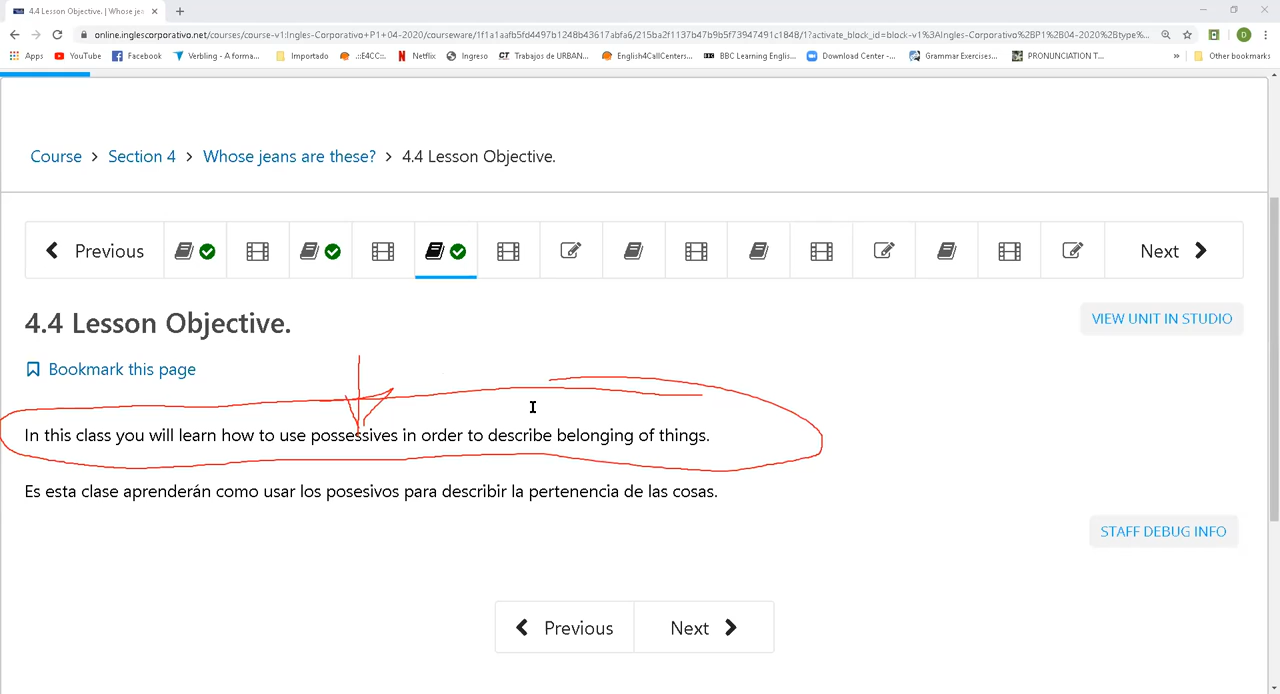 4.4 Lesson Objective. | Whose je
online.inglescorporativo.net/courses/course-v1:Ingles-Corporativo+P1+04-2020/courseware/1f1a1aafb5fd4497b1248b43617abfa6/215ba2f1137b47b9b5f73947491c1848/1?activate_block_id=block-v1%3AIngles-Corporativo%2BP1%2B04-2020%2Btype%...
D
Apps YouTube Facebook Verbling - A forma... Importado .::E4CC::. Netflix Ingreso CT Trabajos de URBAN... English4CallCenters... BBC Learning Englis... Download Center -... Grammar Exercises... PRONUNCIATION T... » Other bookmarks
Course > Section 4 > Whose jeans are these? > 4.4 Lesson Objective.
Previous Next
4.4 Lesson Objective.
VIEW UNIT IN STUDIO
Bookmark this page
In this class you will learn how to use possessives in order to describe belonging of things.
Es esta clase aprenderán como usar los posesivos para describir la pertenencia de las cosas.
STAFF DEBUG INFO
Previous Next